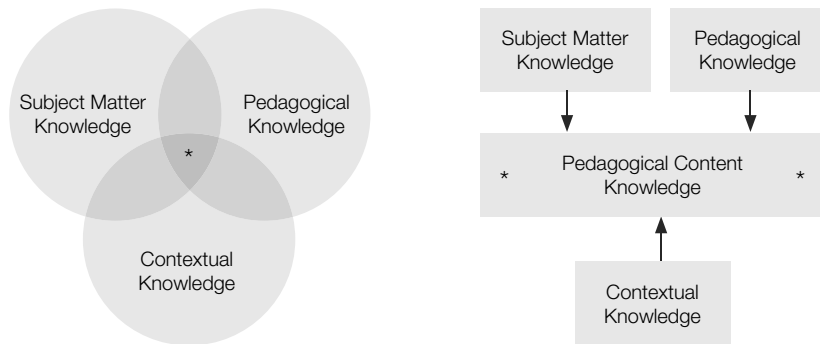 Subject Matter
Knowledge
Pedagogical
Knowledge
*
Contextual
Knowledge
Subject Matter
Knowledge
Pedagogical
Knowledge
* Pedagogical Content *
Knowledge
Contextual
Knowledge